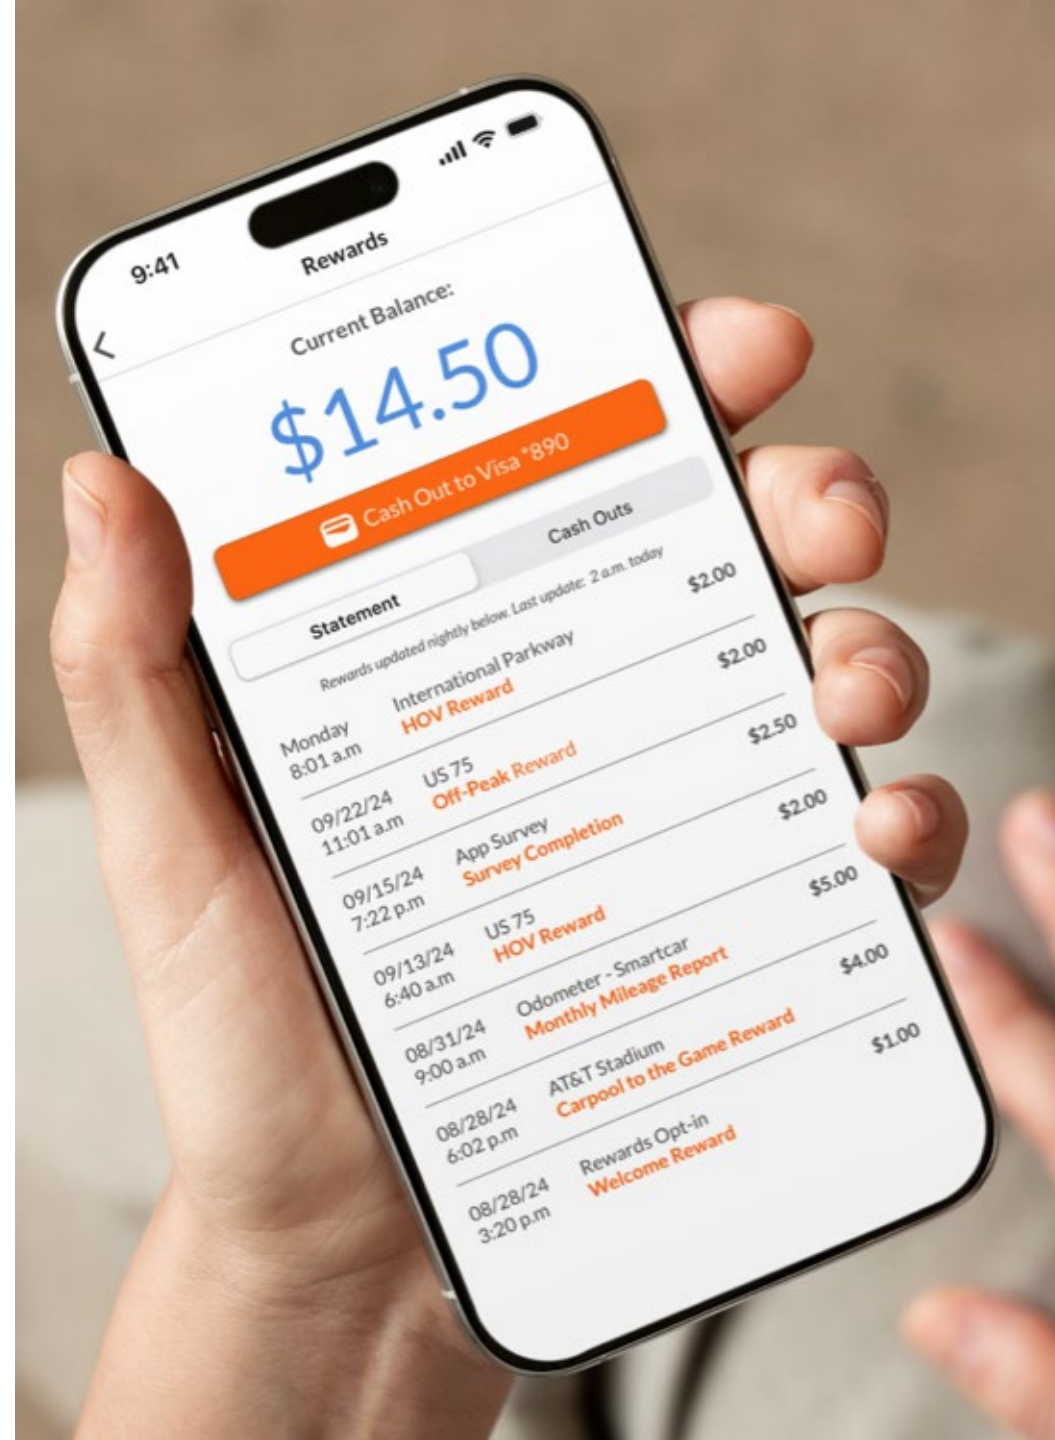 9:41
Rewards
Current Balance:
$14.50
Cash Out to Visa *890
Statement
Cash Outs
Rewards updated nightly below. Last update: 2 a.m. today
Monday
8:01 a.m
International Parkway
HOV Reward
$2.00
09/22/24
11:01 a.m
US 75
Off-Peak Reward
$2.00
09/15/24
7:22 p.m
App Survey
Survey Completion
$2.50
09/13/24
6:40 a.m
US 75
HOV Reward
$2.00
08/31/24
9:00 a.m
Odometer - Smartcar
Monthly Mileage Report
$5.00
08/28/24
6:02 p.m
AT&T Stadium
Carpool to the Game Reward
$4.00
08/28/24
3:20 p.m
Rewards Opt-in
Welcome Reward
$1.00